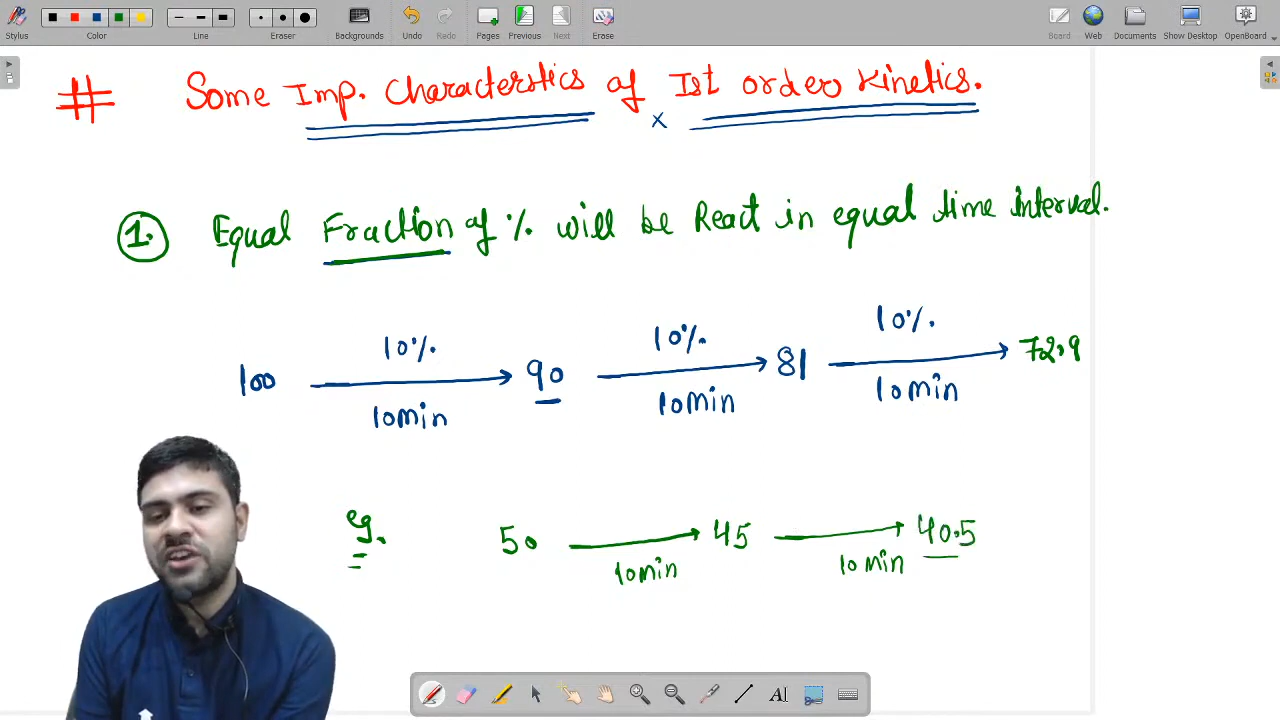 Stylus Color Line Eraser Backgrounds Undo Redo Pages Previous Next Erase Board Web Documents Show Desktop OpenBoard
# Some Imp. Characterstics of Ist order Kinetics.
x
1. Equal Fraction of % will be React in equal time interval.
100 10% 10min 90 10% 10min 81 10% 10min 72.9
eg. 50 10min 45 10min 40.5
AI